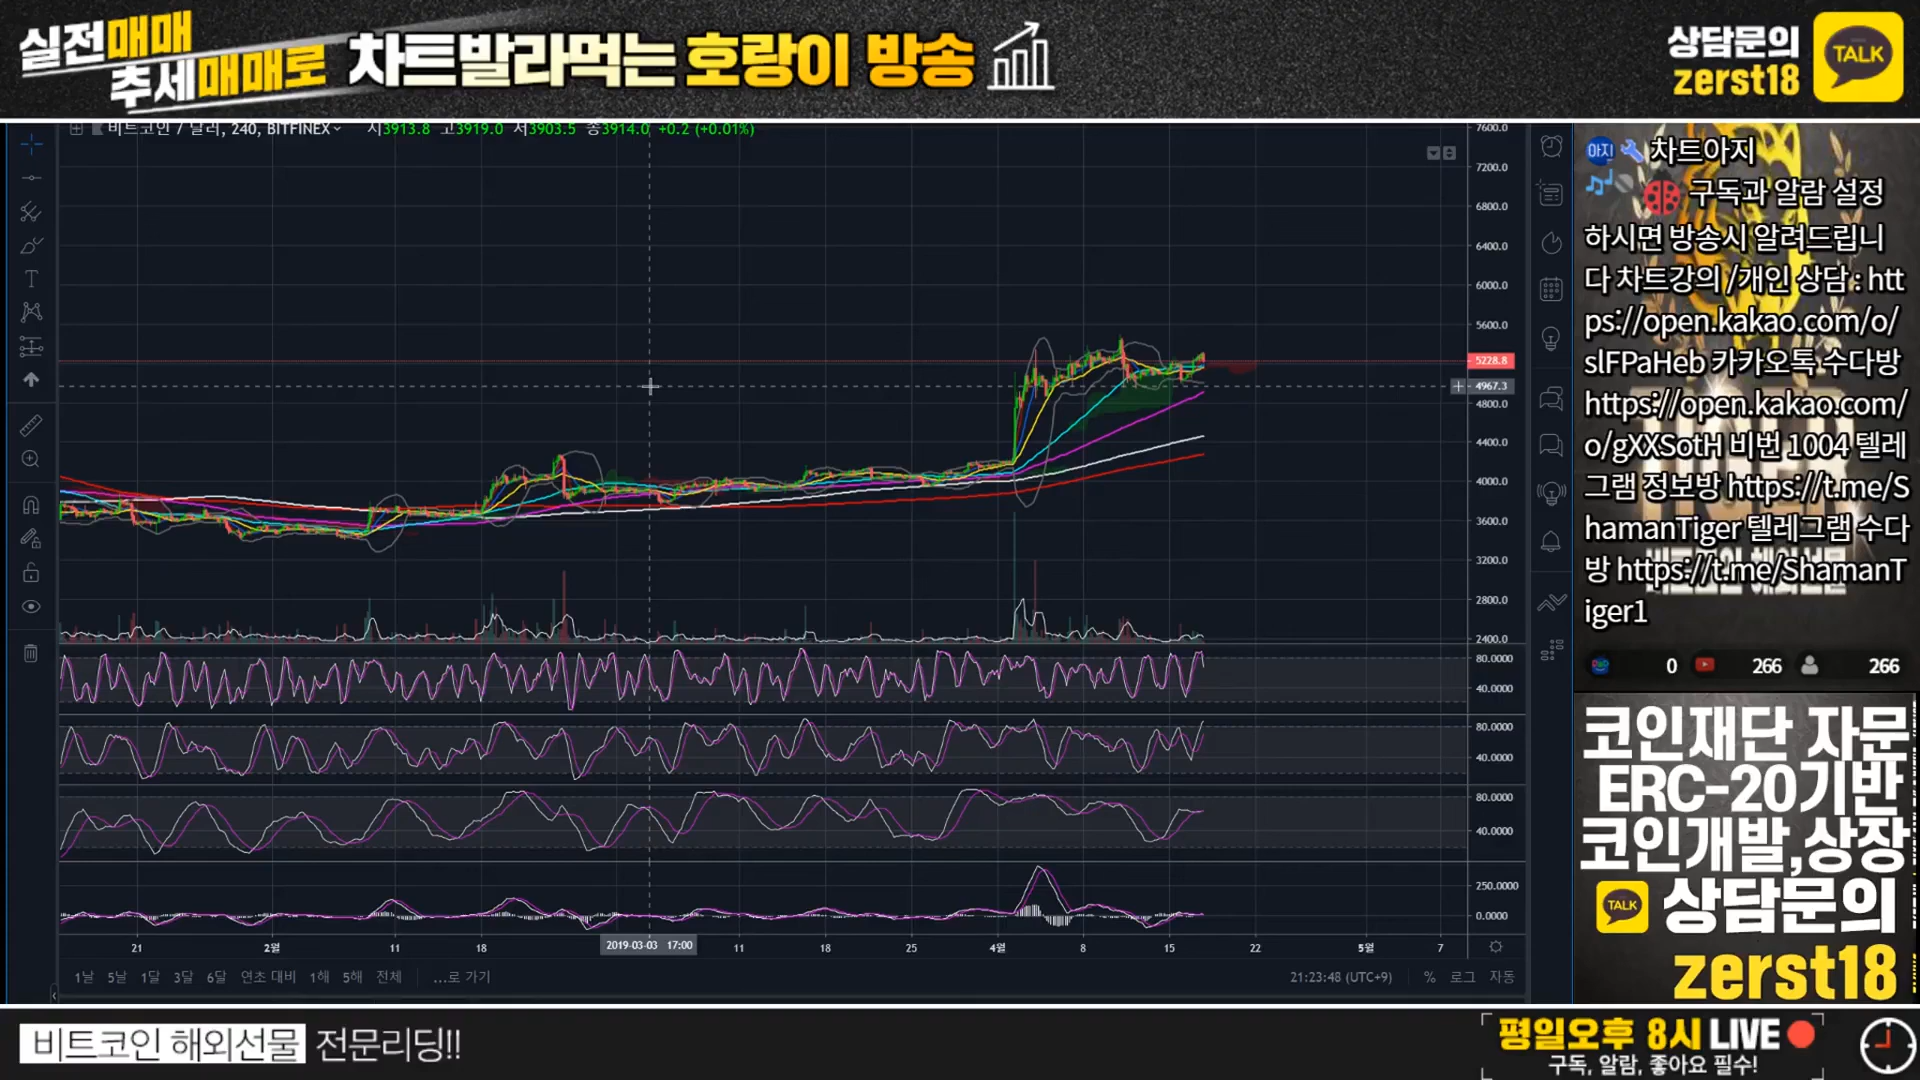 실전매매
추세매매로
차트발라먹는 호랑이 방송
상담문의
zerst18
TALK
비트코인 / 달러, 240, BITFINEX
시3913.8 고3919.0 저3903.5 종3914.0 +0.2 (+0.01%)
7600.0
7200.0
6800.0
6400.0
6000.0
5600.0
5228.8
4967.3
4800.0
4400.0
4000.0
3600.0
3200.0
2800.0
2400.0
80.0000
40.0000
80.0000
40.0000
80.0000
40.0000
250.0000
0.0000
21 2월 11 18 2019-03-03 17:00 11 18 25 4월 8 15 22 5월 7
1날 5날 1달 3달 6달 연초 대비 1해 5해 전체 ...로 가기
21:23:48 (UTC+9) % 로그 자동
아지 차트아지
구독과 알람 설정
하시면 방송시 알려드립니
다 차트강의 /개인 상담 : htt
ps://open.kakao.com/o/
slFPaHeb 카카오톡 수다방
https://open.kakao.com/
o/gXXSotH 비번 1004 텔레
그램 정보방 https://t.me/S
hamanTiger 텔레그램 수다
방 https://t.me/ShamanT
iger1
비트코인 해외선물
0 266 266
코인재단 자문
ERC-20기반
코인개발,상장
TALK
상담문의
zerst18
비트코인 해외선물 전문리딩!!
평일오후 8시 LIVE
구독, 알람, 좋아요 필수!